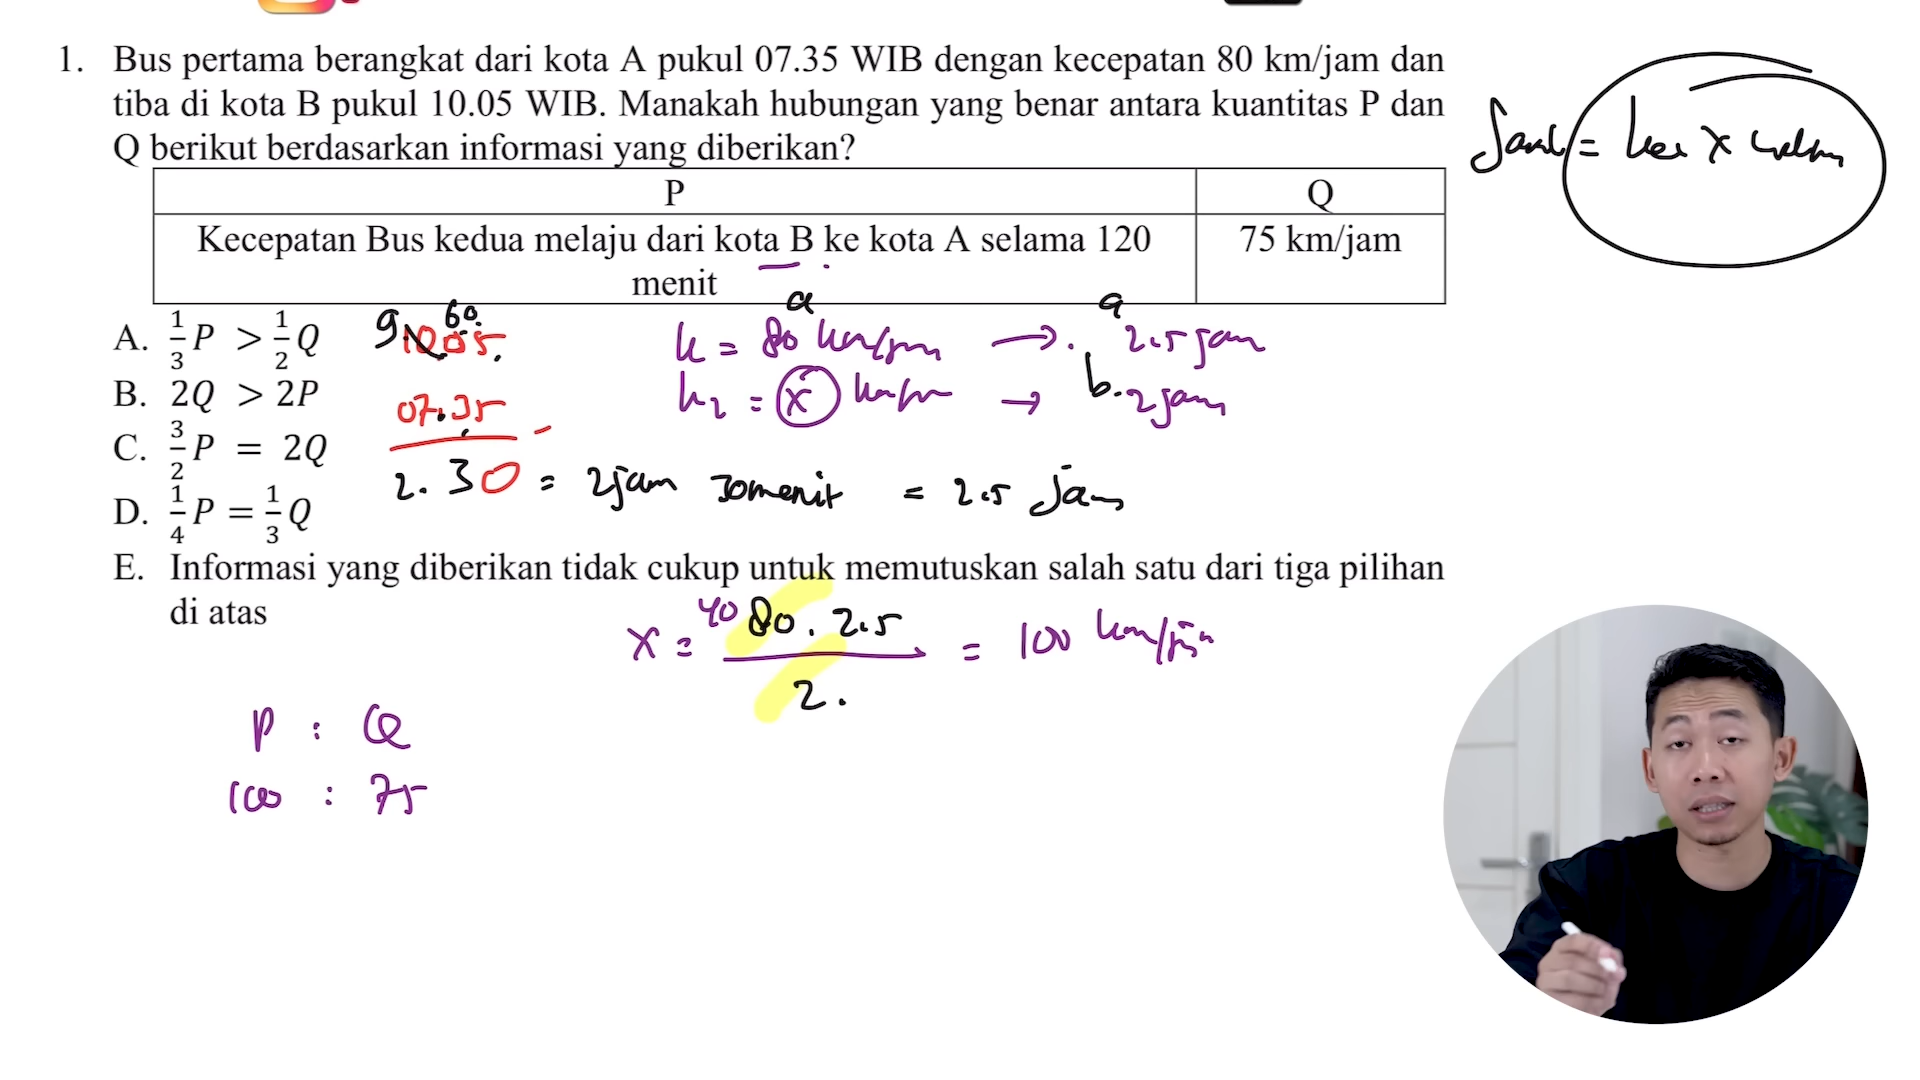 1. Bus pertama berangkat dari kota A pukul 07.35 WIB dengan kecepatan 80 km/jam dan
tiba di kota B pukul 10.05 WIB. Manakah hubungan yang benar antara kuantitas P dan
Q berikut berdasarkan informasi yang diberikan?
P Q
Kecepatan Bus kedua melaju dari kota B ke kota A selama 120 75 km/jam
menit
A. 1/3 P > 1/2 Q
B. 2Q > 2P
C. 3/2 P = 2Q
D. 1/4 P = 1/3 Q
E. Informasi yang diberikan tidak cukup untuk memutuskan salah satu dari tiga pilihan
di atas
9 60
10.05
07.35
2.30 = 2 jam 30 menit = 2.5 jam
a a
k = 80 km/jam → 2.5 jam
b.
k2 = x km/jam → 2 jam
x = 40 80 . 2.5 / 2. = 100 km/jam
P : Q
100 : 75